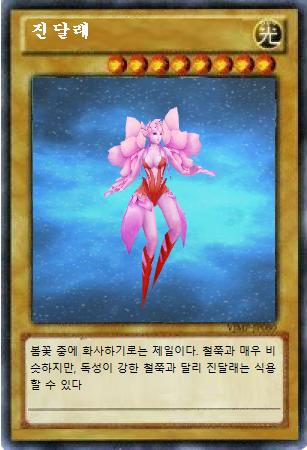 진달래
光
VJMP-JP080
봄꽃 중에 화사하기로는 제일이다. 철쭉과 매우 비
슷하지만, 독성이 강한 철쭉과 달리 진달래는 식용
할 수 있다